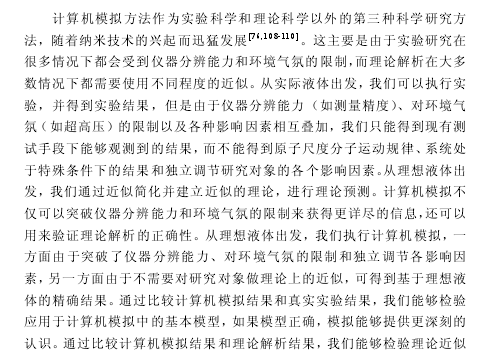 计算机模拟方法作为实验科学和理论科学以外的第三种科学研究方
法，随着纳米技术的兴起而迅猛发展[74,108-110]。这主要是由于实验研究在
很多情况下都会受到仪器分辨能力和环境气氛的限制,而理论解析在大多
数情况下都需要使用不同程度的近似。从实际液体出发，我们可以执行实
验，并得到实验结果，但是由于仪器分辨能力（如测量精度）、对环境气
氛（如超高压）的限制以及各种影响因素相互叠加，我们只能得到现有测
试手段下能够观测到的结果，而不能得到原子尺度分子运动规律、系统处
于特殊条件下的结果和独立调节研究对象的各个影响因素。从理想液体出
发，我们通过近似简化并建立近似的理论，进行理论预测。计算机模拟不
仅可以突破仪器分辨能力和环境气氛的限制来获得更详尽的信息,还可以
用来验证理论解析的正确性。从理想液体出发，我们执行计算机模拟，一
方面由于突破了仪器分辨能力、对环境气氛的限制和独立调节各影响因
素，另一方面由于不需要对研究对象做理论上的近似，可得到基于理想液
体的精确结果。通过比较计算机模拟结果和真实实验结果，我们能够检验
应用于计算机模拟中的基本模型，如果模型正确，模拟能够提供更深刻的
认识。通过比较计算机模拟结果和理论解析结果，我们能够检验理论近似